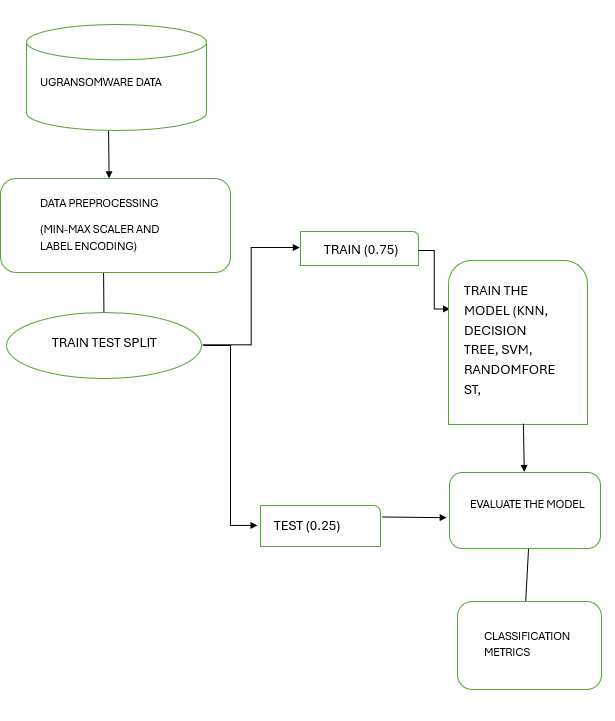 UGRANSOMWARE DATA
DATA PREPROCESSING
(MIN-MAX SCALER AND
LABEL ENCODING)
TRAIN TEST SPLIT
TRAIN (0.75)
TRAIN THE
MODEL (KNN,
DECISION
TREE, SVM,
RANDOMFORE
ST,
TEST (0.25)
EVALUATE THE MODEL
CLASSIFICATION
METRICS